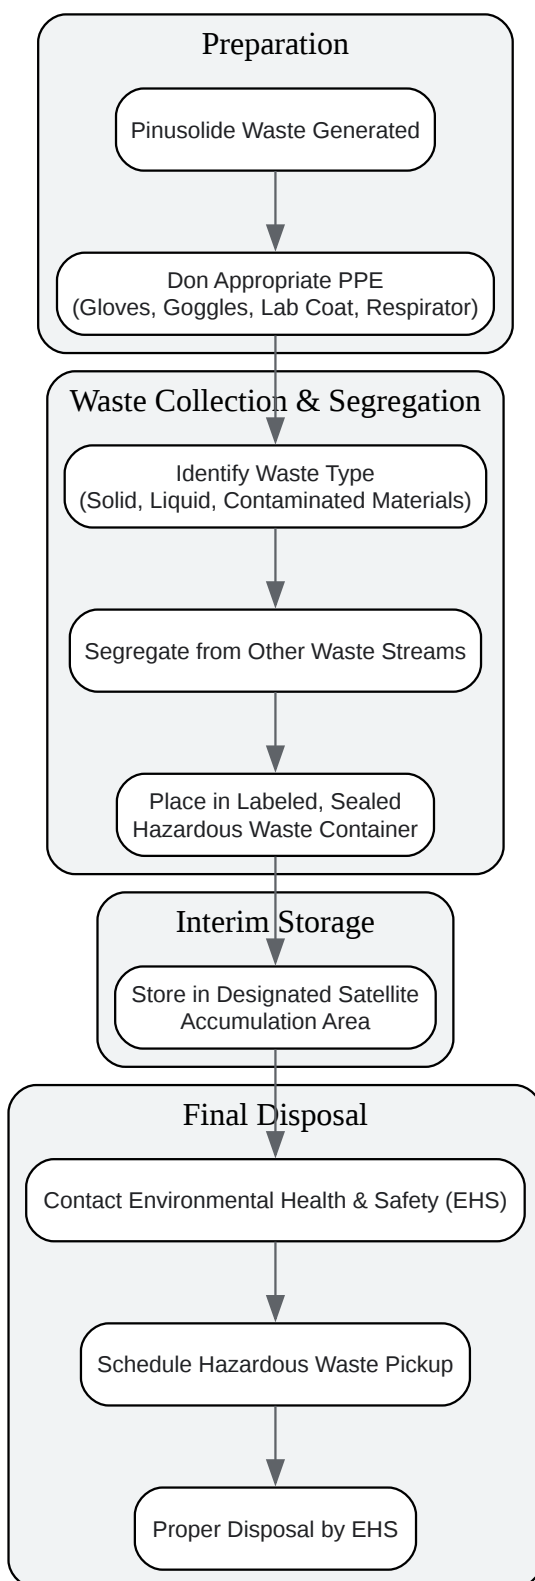 Preparation
Pinusolide Waste Generated
Don Appropriate PPE
(Gloves, Goggles, Lab Coat, Respirator)
Waste Collection & Segregation
Identify Waste Type
(Solid, Liquid, Contaminated Materials)
Segregate from Other Waste Streams
Place in Labeled, Sealed
Hazardous Waste Container
Interim Storage
Store in Designated Satellite
Accumulation Area
Final Disposal
Contact Environmental Health & Safety (EHS)
Schedule Hazardous Waste Pickup
Proper Disposal by EHS